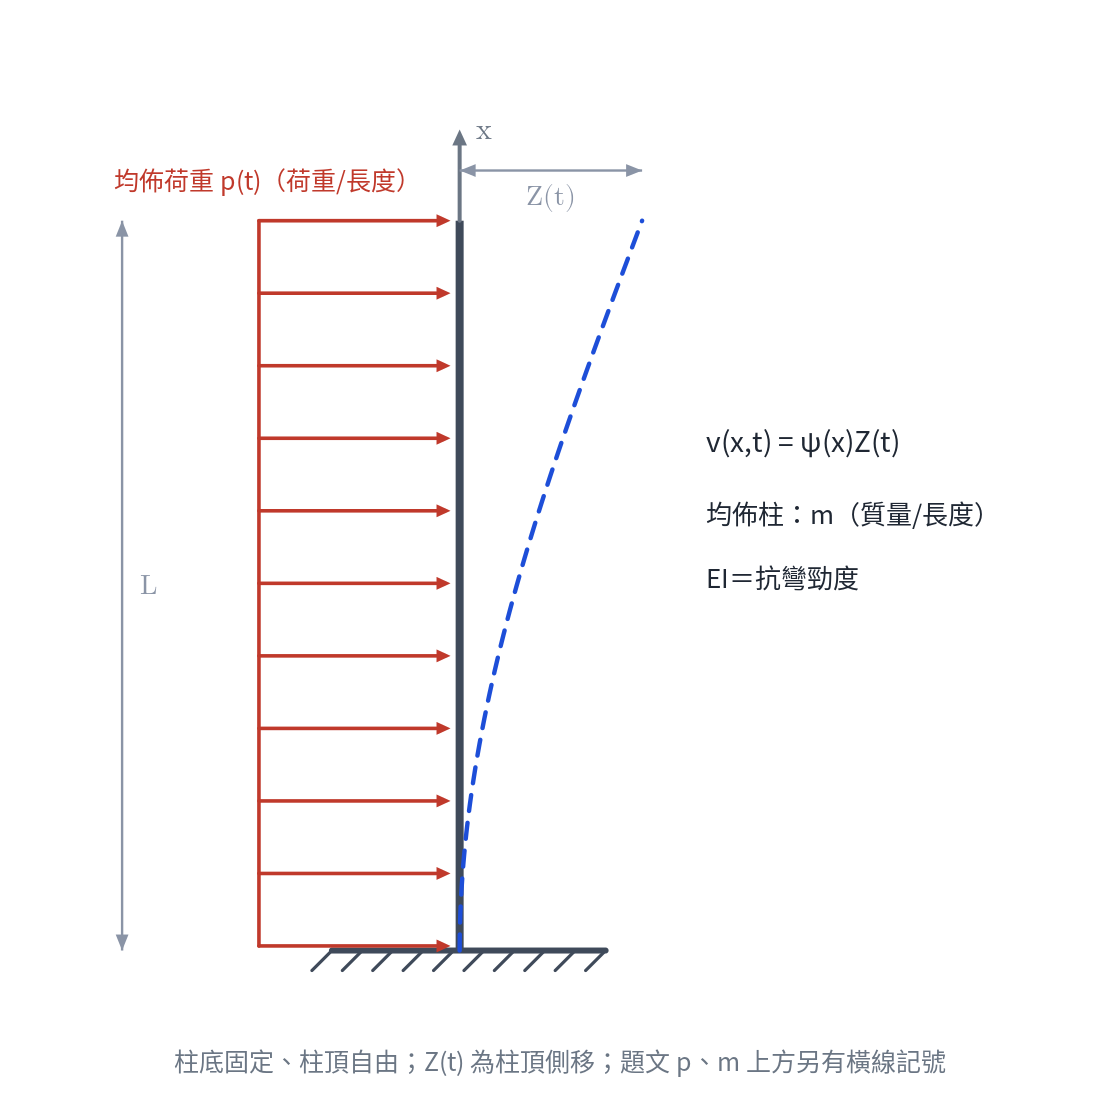 x
均佈荷重 p(t)（荷重/長度）
Z(t)
v(x,t) = ψ(x)Z(t)
均佈柱：m（質量/長度）
L
EI＝抗彎勁度
柱底固定、柱頂自由；Z(t) 為柱頂側移；題文 p、m 上方另有橫線記號